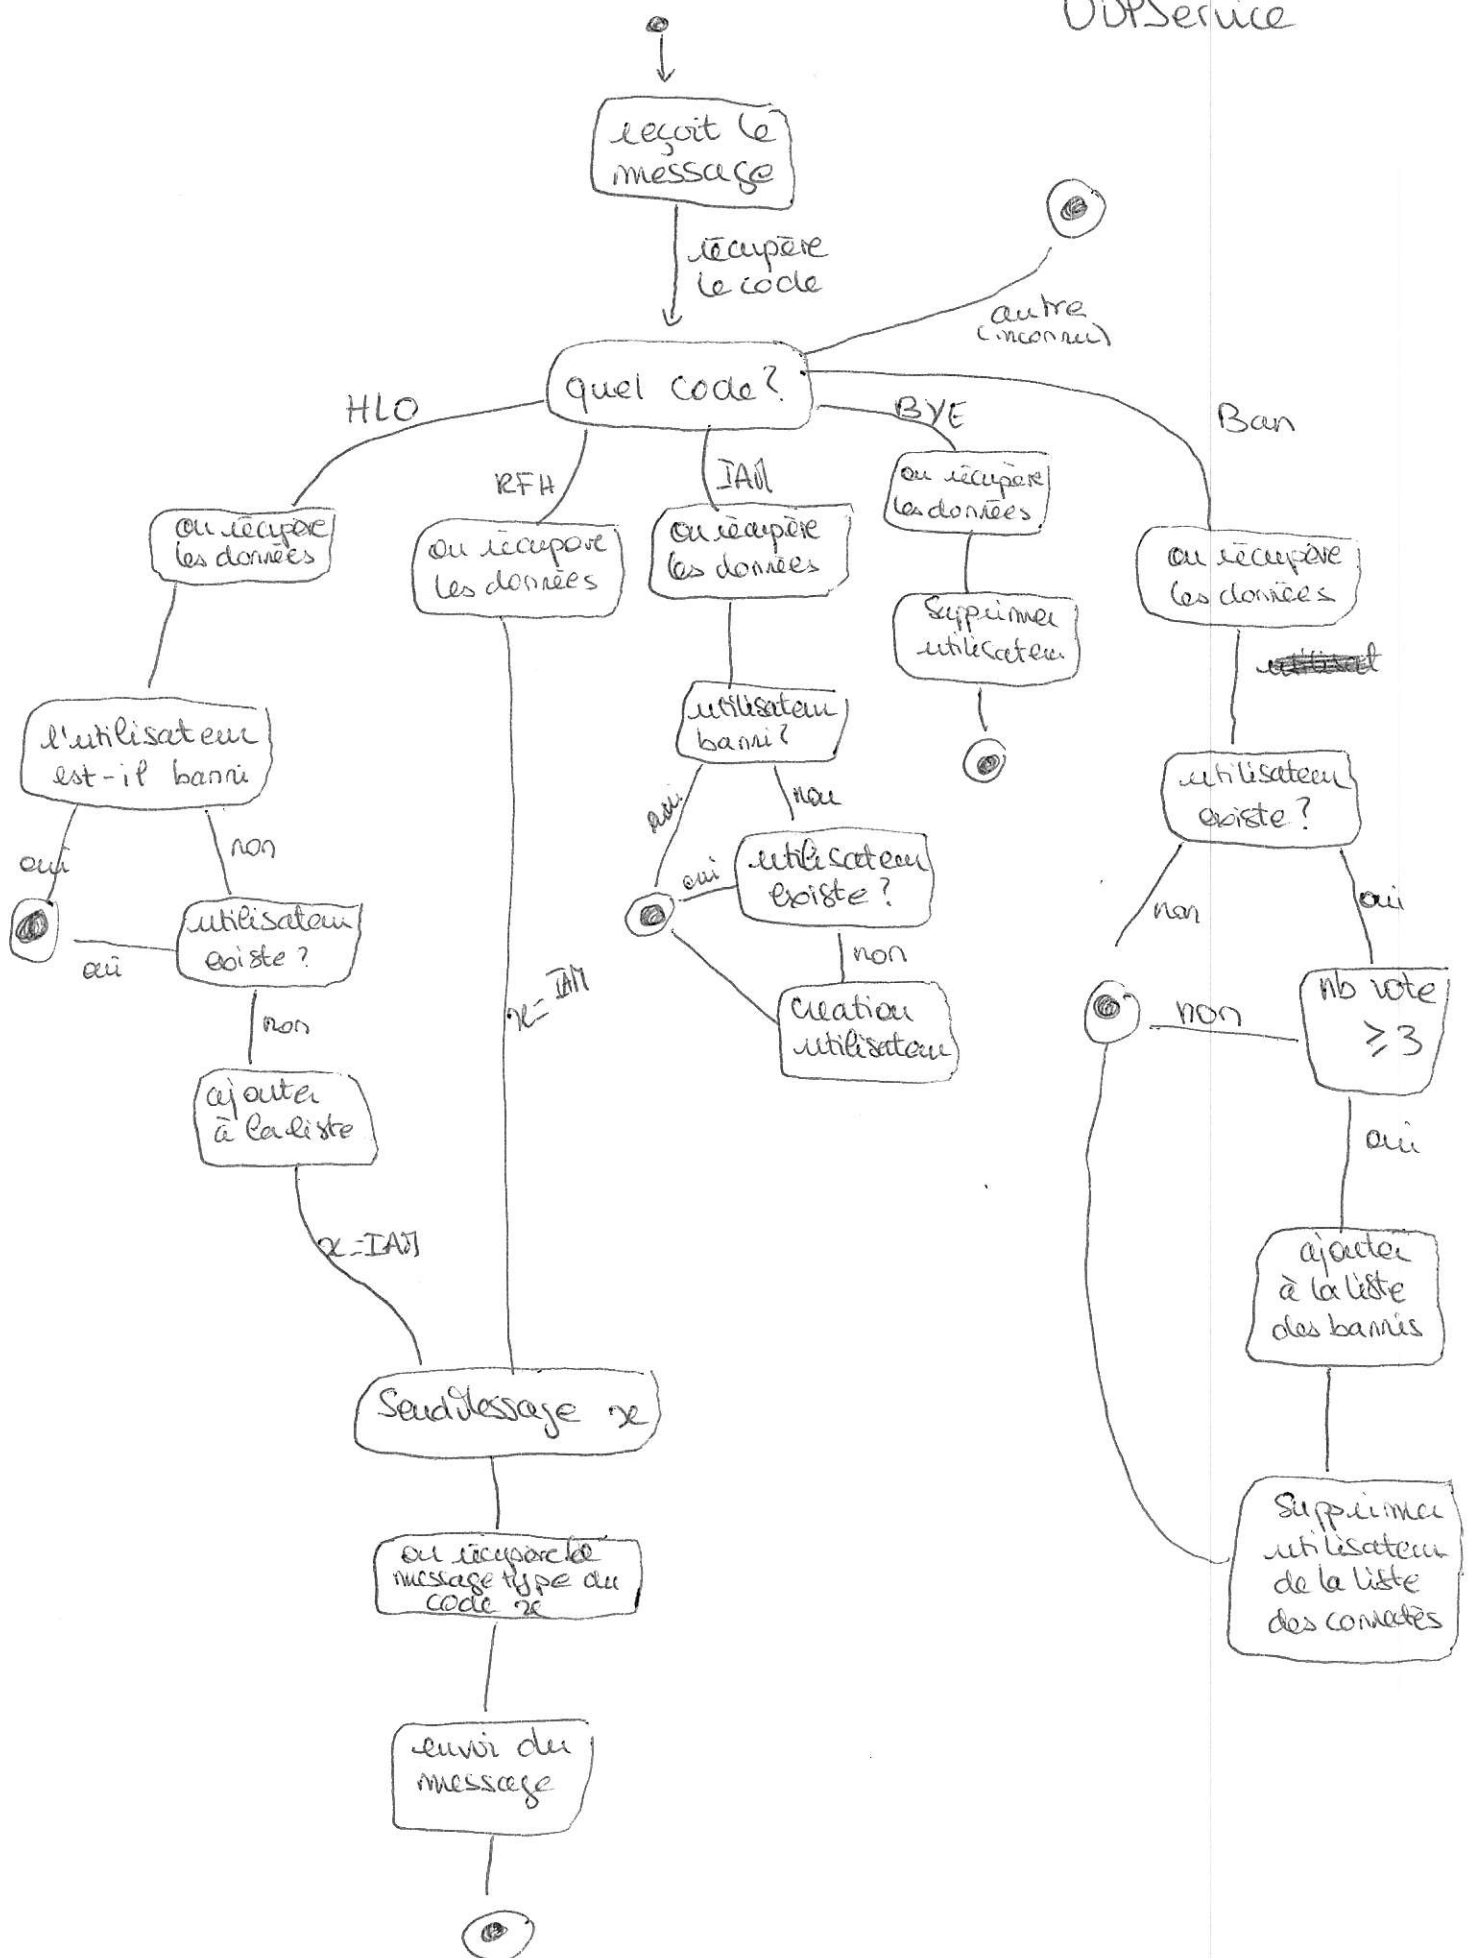 UDPService
reçoit le
message
récupère
le code
autre
(inconnu)
quel code?
HLO
RFH
IAM
BYE
Ban
on récupère
les données
on récupère
les données
on récupère
les données
on récupère
les données
on récupère
les données
Supprimer
utilisateur
l'utilisateur
est-il banni
utilisateur
banni?
utilisateur
existe?
oui
non
oui
non
non
oui
utilisateur
existe?
oui
utilisateur
existe?
oui
non
non
creation
utilisateur
nb vote
≥3
non
oui
ajouter
à la liste
x=IAM
x=IAM
ajouter
à la liste
des bannis
SendMessage x
on récupère le
message type du
code x
Supprimer
utilisateur
de la liste
des connectés
envoi du
message